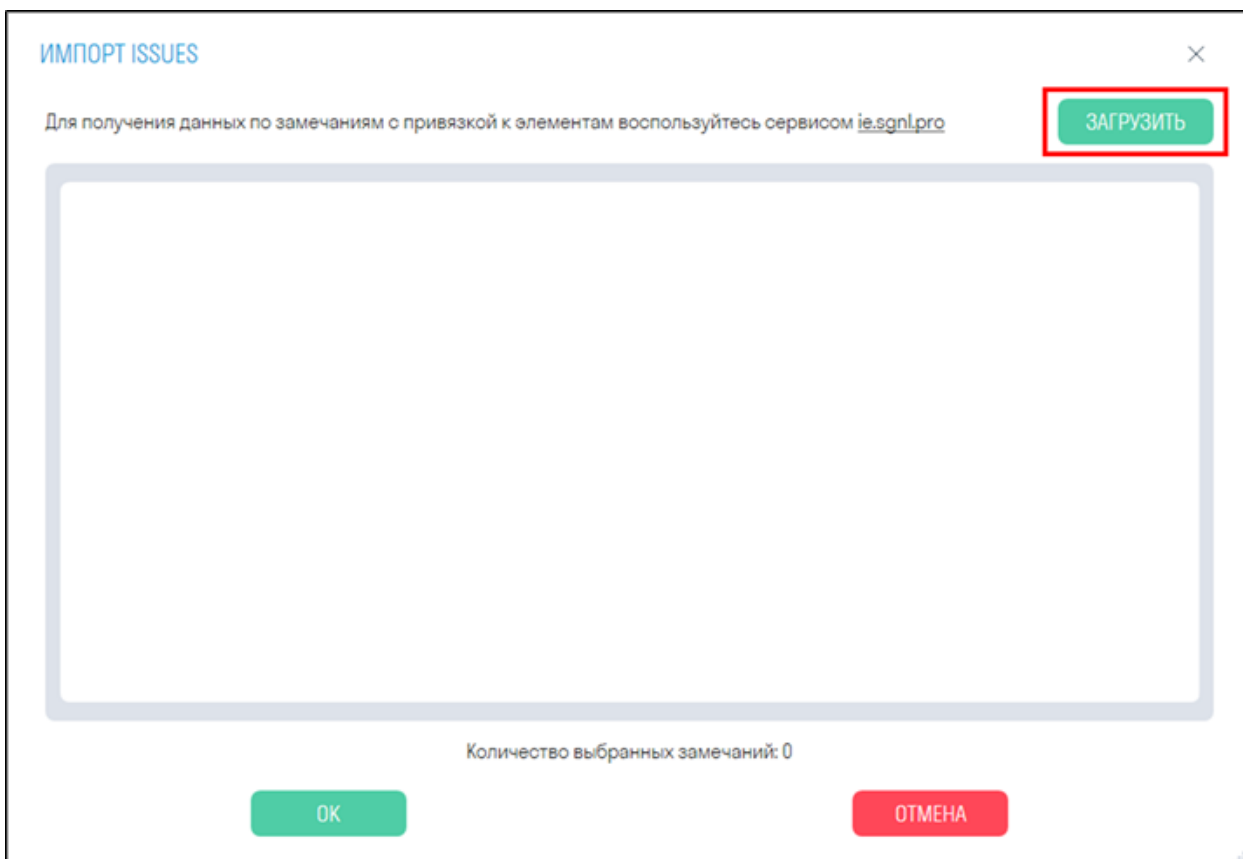 ИМПОРТ ISSUES
Для получения данных по замечаниям с привязкой к элементам воспользуйтесь сервисом ie.sgnl.pro
ЗАГРУЗИТЬ
Количество выбранных замечаний: 0
ОК
ОТМЕНА